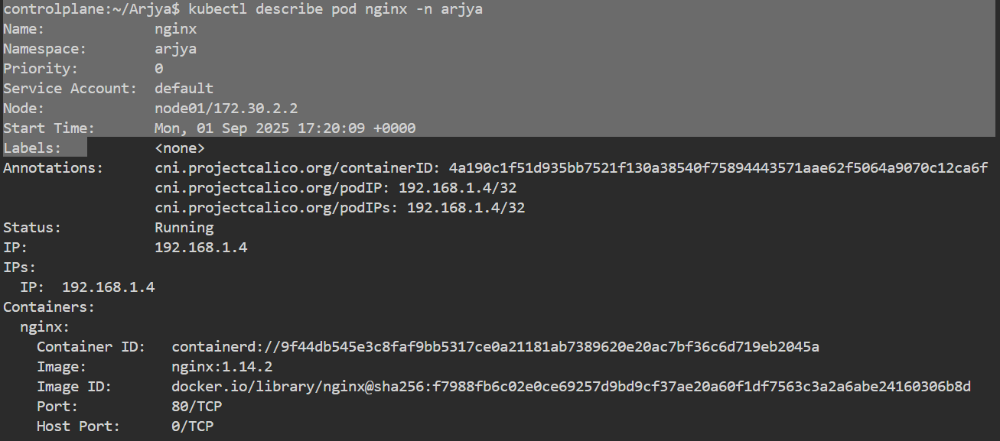 controlplane:~/Arjya$ kubectl describe pod nginx -n arjya
Name:             nginx
Namespace:        arjya
Priority:         0
Service Account:  default
Node:             node01/172.30.2.2
Start Time:       Mon, 01 Sep 2025 17:20:09 +0000
Labels:           <none>
Annotations:      cni.projectcalico.org/containerID: 4a190c1f51d935bb7521f130a38540f75894443571aae62f5064a9070c12ca6f
                  cni.projectcalico.org/podIP: 192.168.1.4/32
                  cni.projectcalico.org/podIPs: 192.168.1.4/32
Status:           Running
IP:               192.168.1.4
IPs:
  IP:  192.168.1.4
Containers:
  nginx:
    Container ID:   containerd://9f44db545e3c8faf9bb5317ce0a21181ab7389620e20ac7bf36c6d719eb2045a
    Image:          nginx:1.14.2
    Image ID:       docker.io/library/nginx@sha256:f7988fb6c02e0ce69257d9bd9cf37ae20a60f1df7563c3a2a6abe24160306b8d
    Port:           80/TCP
    Host Port:      0/TCP